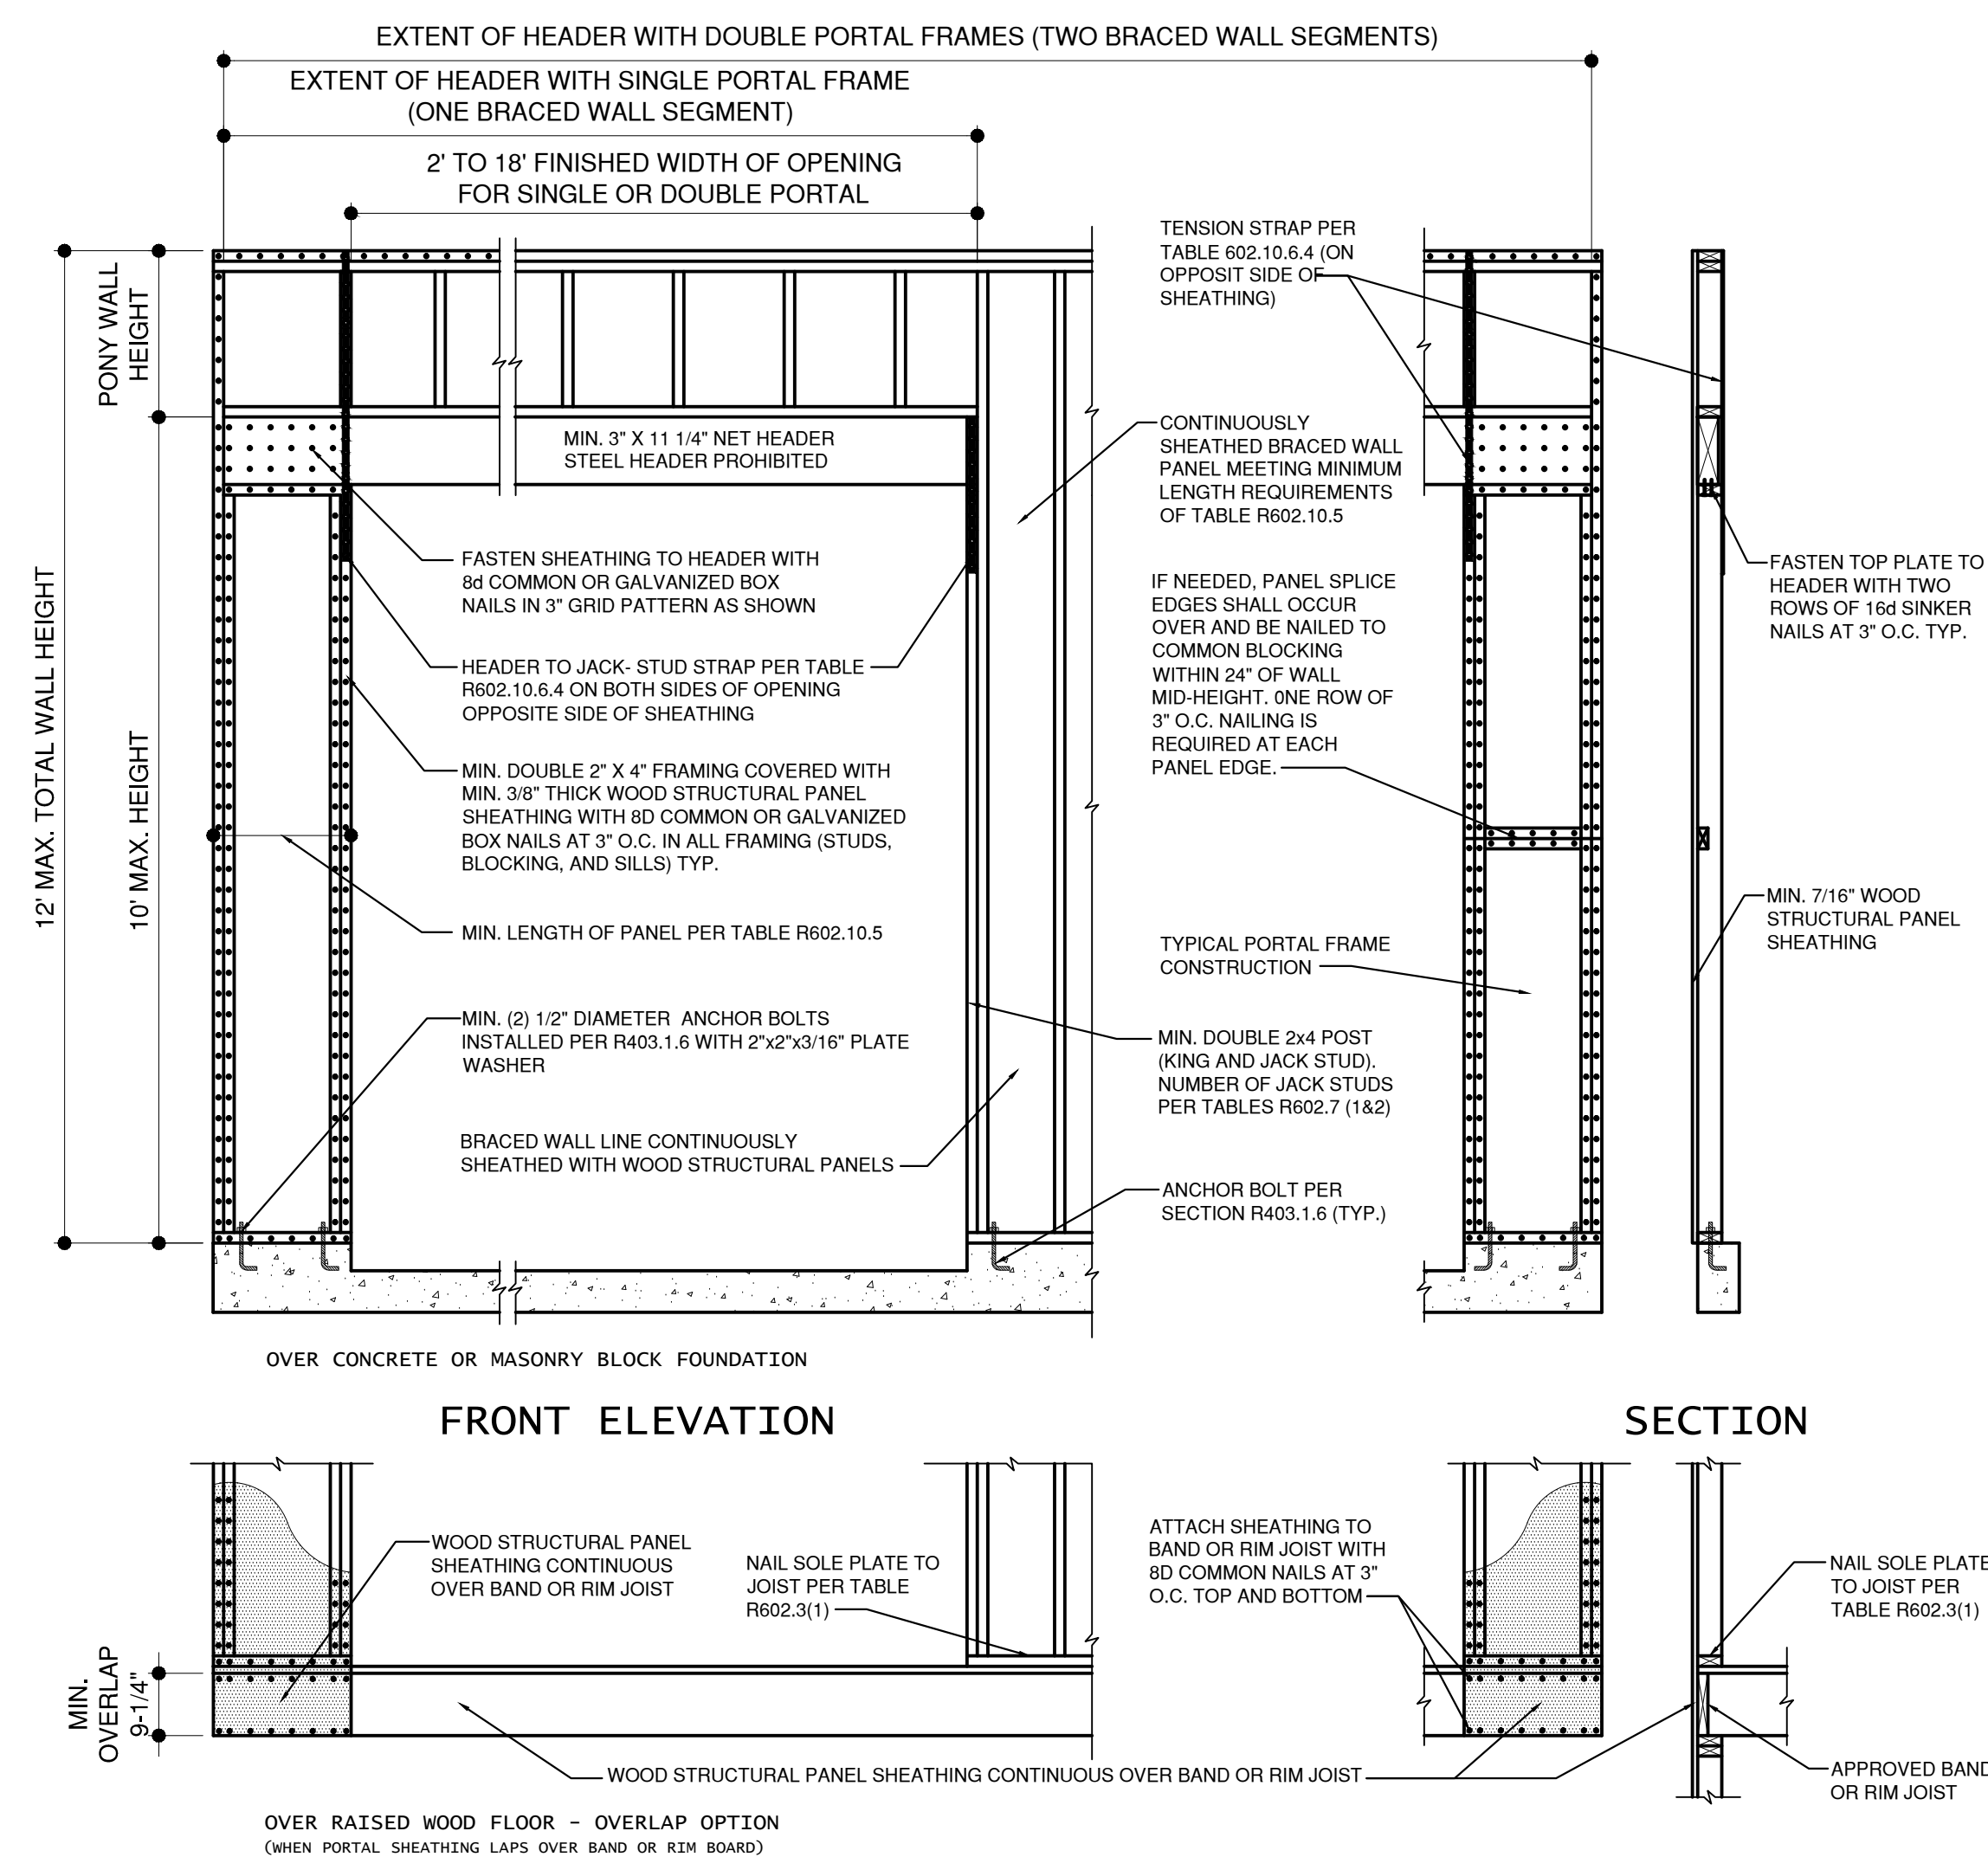 EXTENT OF HEADER WITH DOUBLE PORTAL FRAMES (TWO BRACED WALL SEGMENTS)
EXTENT OF HEADER WITH SINGLE PORTAL FRAME
(ONE BRACED WALL SEGMENT)
2' TO 18' FINISHED WIDTH OF OPENING
FOR SINGLE OR DOUBLE PORTAL
12' MAX. TOTAL WALL HEIGHT
PONY WALL
HEIGHT
10' MAX. HEIGHT
MIN. 3" X 11 1/4" NET HEADER
STEEL HEADER PROHIBITED
FASTEN SHEATHING TO HEADER WITH
8d COMMON OR GALVANIZED BOX
NAILS IN 3" GRID PATTERN AS SHOWN
HEADER TO JACK- STUD STRAP PER TABLE
R602.10.6.4 ON BOTH SIDES OF OPENING
OPPOSITE SIDE OF SHEATHING
MIN. DOUBLE 2" X 4" FRAMING COVERED WITH
MIN. 3/8" THICK WOOD STRUCTURAL PANEL
SHEATHING WITH 8D COMMON OR GALVANIZED
BOX NAILS AT 3" O.C. IN ALL FRAMING (STUDS,
BLOCKING, AND SILLS) TYP.
MIN. LENGTH OF PANEL PER TABLE R602.10.5
MIN. (2) 1/2" DIAMETER ANCHOR BOLTS
INSTALLED PER R403.1.6 WITH 2"x2"x3/16" PLATE
WASHER
BRACED WALL LINE CONTINUOUSLY
SHEATHED WITH WOOD STRUCTURAL PANELS
TENSION STRAP PER
TABLE 602.10.6.4 (ON
OPPOSIT SIDE OF
SHEATHING)
CONTINUOUSLY
SHEATHED BRACED WALL
PANEL MEETING MINIMUM
LENGTH REQUIREMENTS
OF TABLE R602.10.5
IF NEEDED, PANEL SPLICE
EDGES SHALL OCCUR
OVER AND BE NAILED TO
COMMON BLOCKING
WITHIN 24" OF WALL
MID-HEIGHT. 0NE ROW OF
3" O.C. NAILING IS
REQUIRED AT EACH
PANEL EDGE.
TYPICAL PORTAL FRAME
CONSTRUCTION
MIN. DOUBLE 2x4 POST
(KING AND JACK STUD).
NUMBER OF JACK STUDS
PER TABLES R602.7 (1&2)
ANCHOR BOLT PER
SECTION R403.1.6 (TYP.)
FASTEN TOP PLATE TO
HEADER WITH TWO
ROWS OF 16d SINKER
NAILS AT 3" O.C. TYP.
MIN. 7/16" WOOD
STRUCTURAL PANEL
SHEATHING
OVER CONCRETE OR MASONRY BLOCK FOUNDATION
FRONT ELEVATION
SECTION
MIN.
OVERLAP
9-1/4"
WOOD STRUCTURAL PANEL
SHEATHING CONTINUOUS
OVER BAND OR RIM JOIST
NAIL SOLE PLATE TO
JOIST PER TABLE
R602.3(1)
ATTACH SHEATHING TO
BAND OR RIM JOIST WITH
8D COMMON NAILS AT 3"
O.C. TOP AND BOTTOM
NAIL SOLE PLATE
TO JOIST PER
TABLE R602.3(1)
WOOD STRUCTURAL PANEL SHEATHING CONTINUOUS OVER BAND OR RIM JOIST
APPROVED BAND
OR RIM JOIST
OVER RAISED WOOD FLOOR - OVERLAP OPTION
(WHEN PORTAL SHEATHING LAPS OVER BAND OR RIM BOARD)